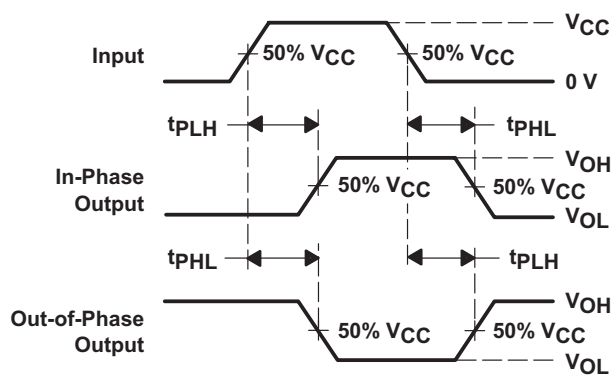 VCC
Input
50% VCC
50% VCC
0 V
tPLH
tPHL
In-Phase
Output
VOH
50% VCC
50% VCC
VOL
tPHL
tPLH
Out-of-Phase
Output
VOH
50% VCC
50% VCC
VOL